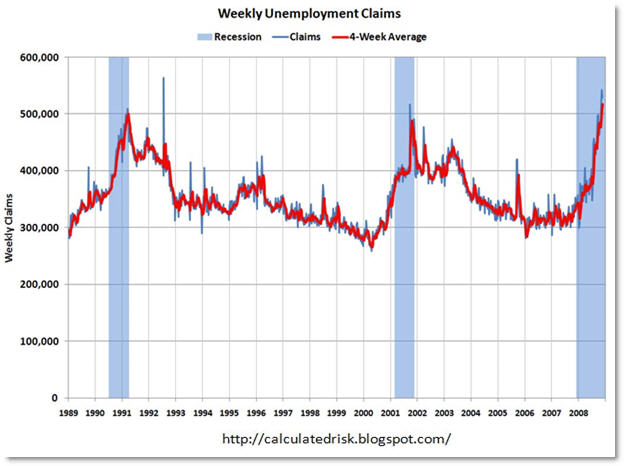 Weekly Unemployment Claims
Recession Claims 4-Week Average
600,000
500,000
400,000
300,000
200,000
100,000
0
Weekly Claims
1989 1990 1991 1992 1993 1994 1995 1996 1997 1998 1999 2000 2001 2002 2003 2004 2005 2006 2007 2008
http://calculatedrisk.blogspot.com/